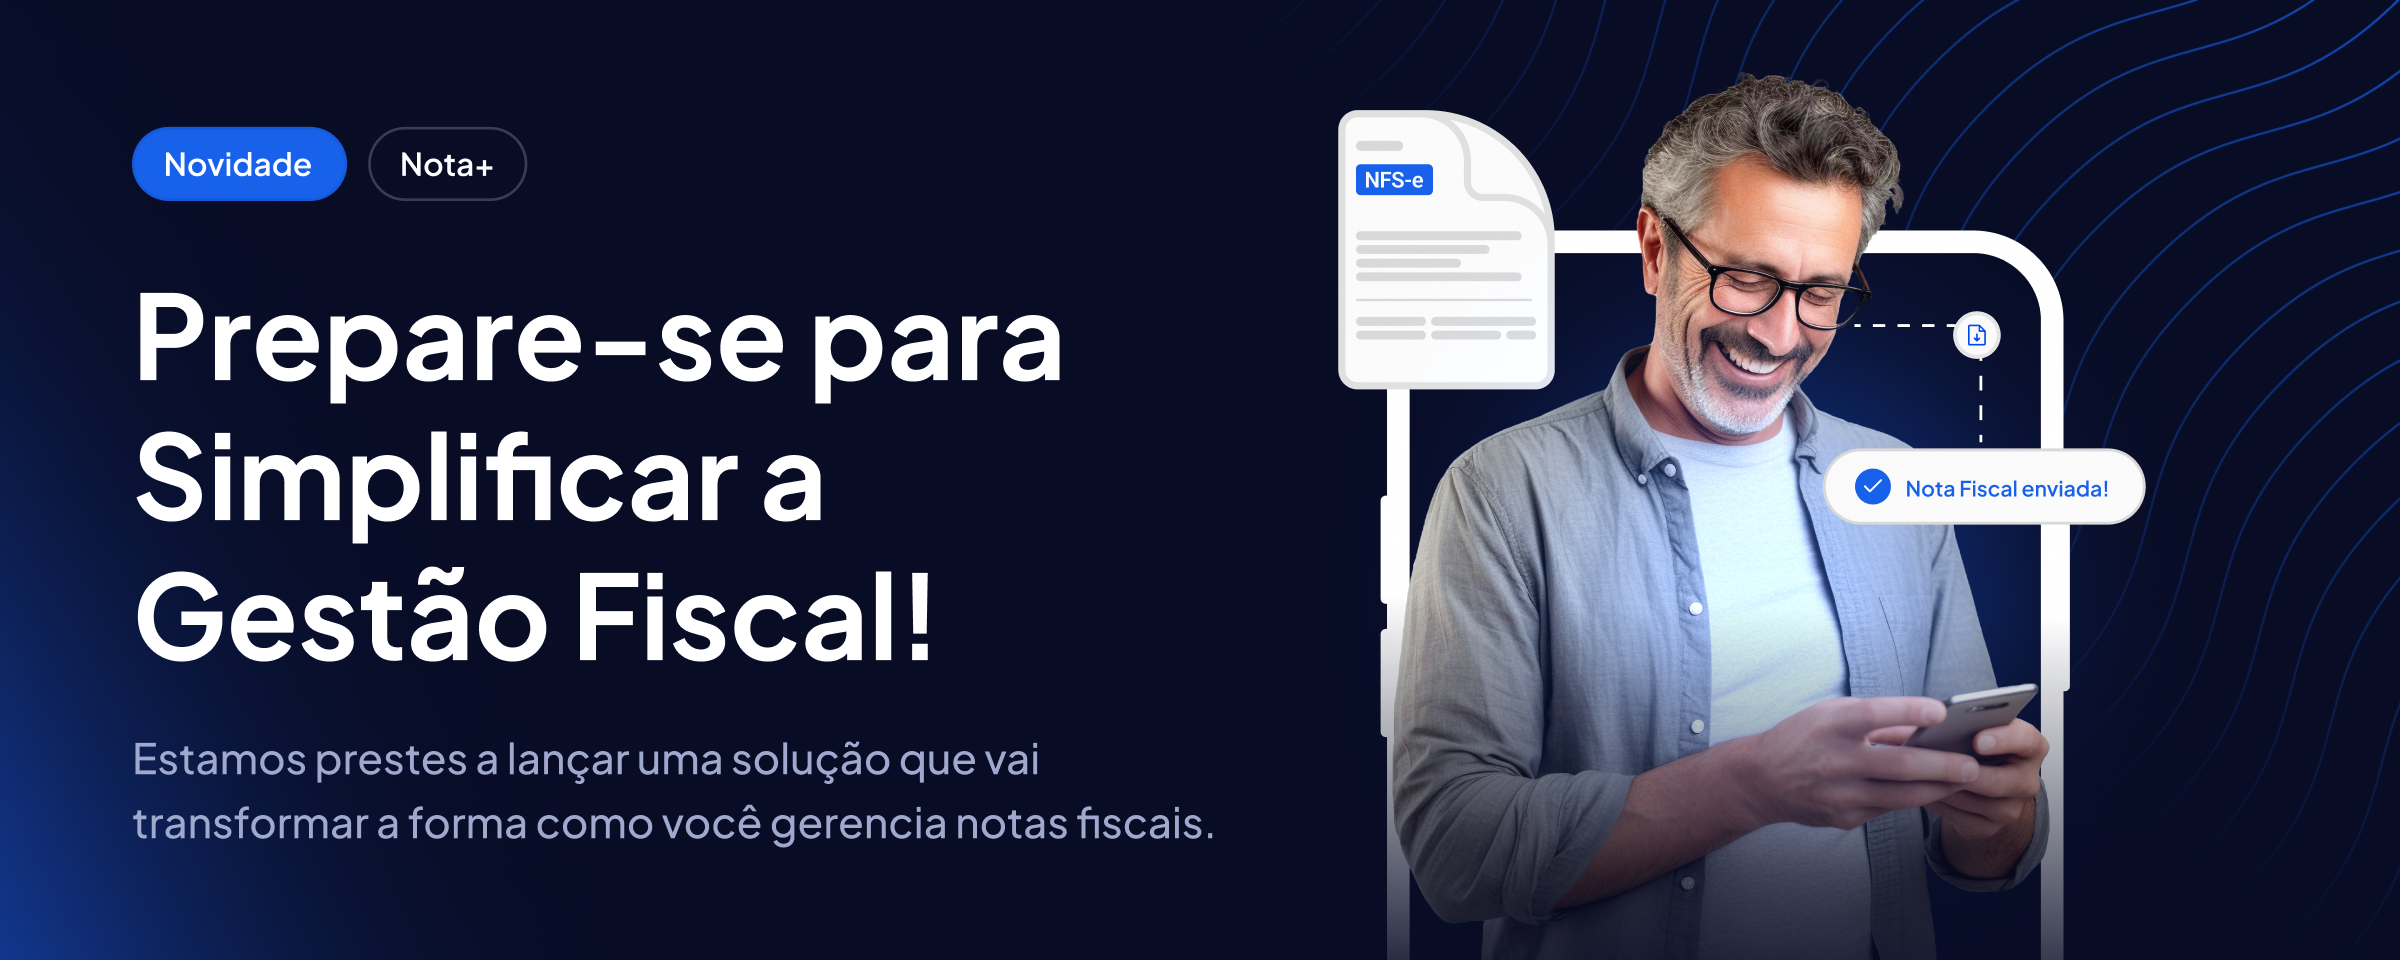 Novidade
Nota+
Prepare-se para
Simplificar a
Gestão Fiscal!
Estamos prestes a lançar uma solução que vai
transformar a forma como você gerencia notas fiscais.
NFS-e
Nota Fiscal enviada!